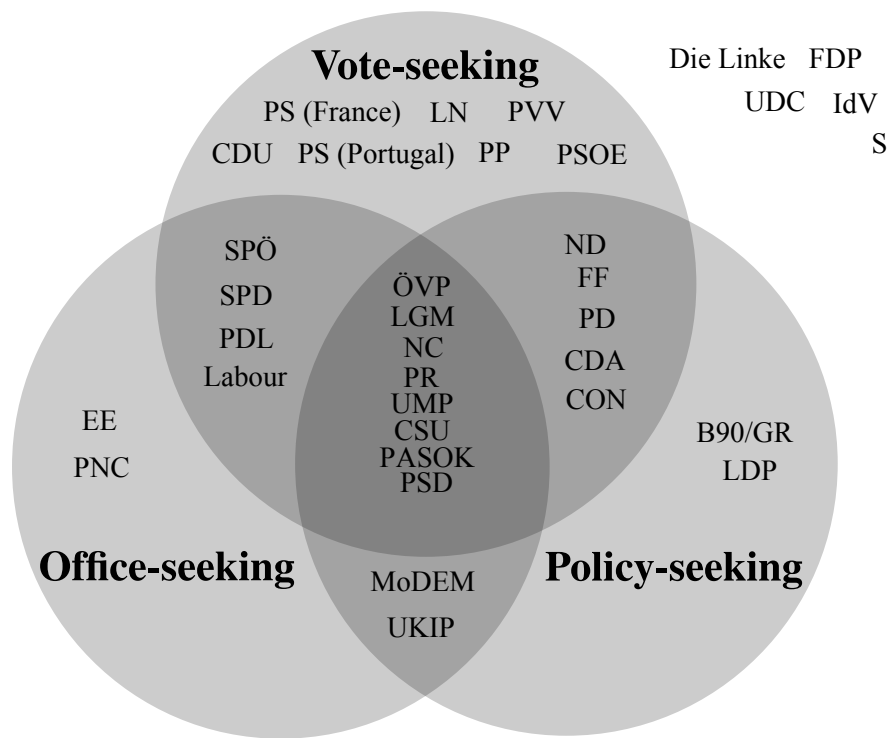 Vote-seeking
PS (France) LN PVV
CDU PS (Portugal) PP PSOE
Die Linke FDP
UDC IdV
S
SPÖ
SPD
PDL
Labour
ÖVP
LGM
NC
PR
UMP
CSU
PASOK
PSD
ND
FF
PD
CDA
CON
EE
PNC
B90/GR
LDP
Office-seeking
Policy-seeking
MoDEM
UKIP